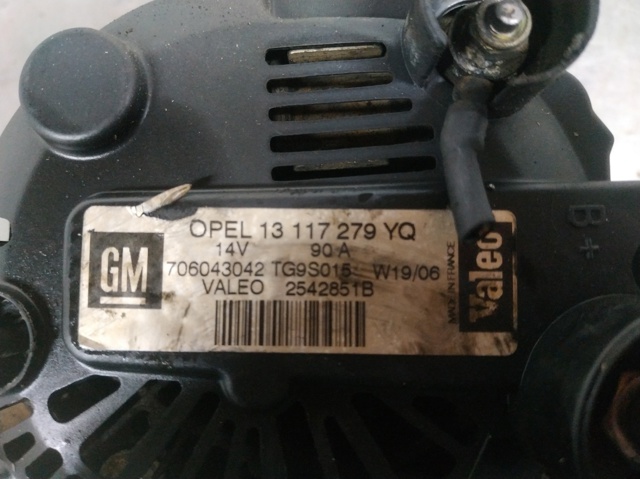 GM
OPEL 13 117 279 YQ
14V 90 A
706043042 TG9S015 W19/06
VALEO 2542851B
MADE IN FRANCE
Valeo
B+